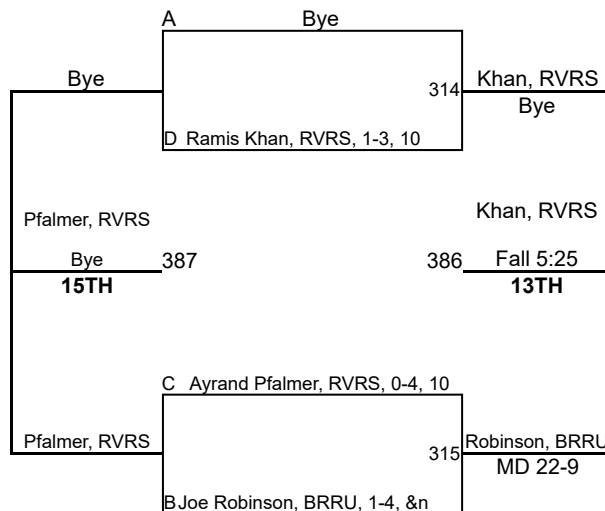 A Bye
Bye
314 Khan, RVRS
Bye
D Ramis Khan, RVRS, 1-3, 10
Pfalmer, RVRS
Khan, RVRS
Bye 387
386 Fall 5:25
15TH
13TH
C Ayrand Pfalmer, RVRS, 0-4, 10
Pfalmer, RVRS
315 Robinson, BRRU
MD 22-9
B Joe Robinson, BRRU, 1-4, &n